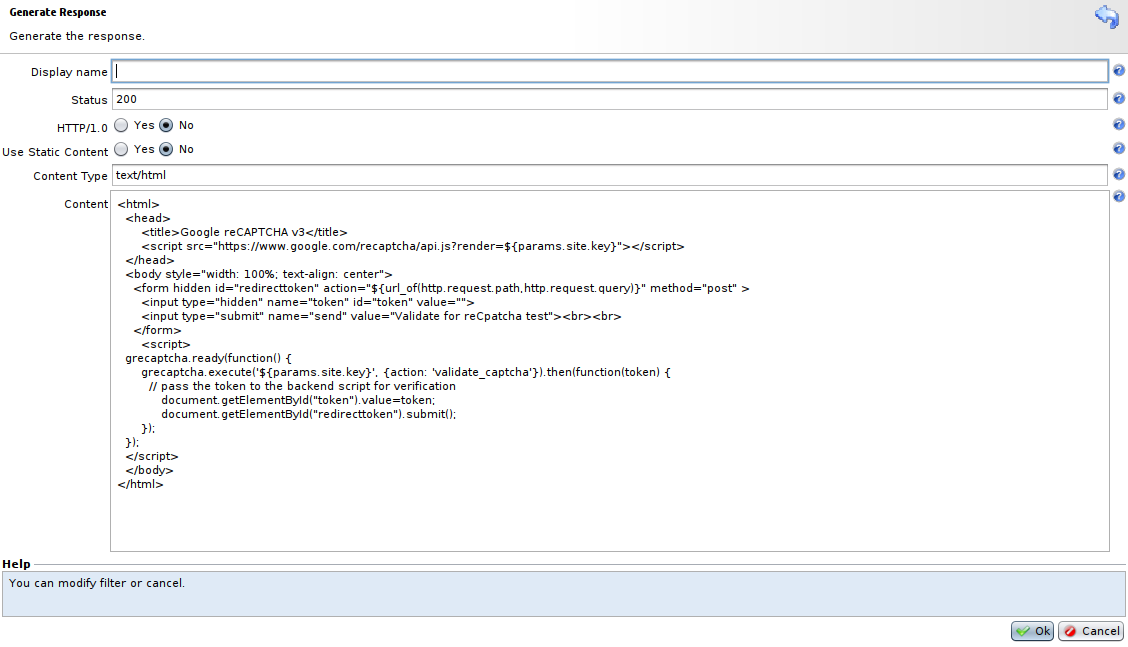 Generate Response
Generate the response.
Display name
Status 200
HTTP/1.0 Yes No
Use Static Content Yes No
Content Type text/html
Content <html>
<head>
<title>Google reCAPTCHA v3</title>
<script src="https://www.google.com/recaptcha/api.js?render=${params.site.key}"></script>
</head>
<body style="width: 100%; text-align: center">
<form hidden id="redirecttoken" action="${url_of(http.request.path,http.request.query)}" method="post" >
<input type="hidden" name="token" id="token" value="">
<input type="submit" name="send" value="Validate for reCpatcha test"><br><br>
</form>
<script>
grecaptcha.ready(function() {
grecaptcha.execute('${params.site.key}', {action: 'validate_captcha'}).then(function(token) {
// pass the token to the backend script for verification
document.getElementById("token").value=token;
document.getElementById("redirecttoken").submit();
});
});
</script>
</body>
</html>
Help
You can modify filter or cancel.
Ok Cancel